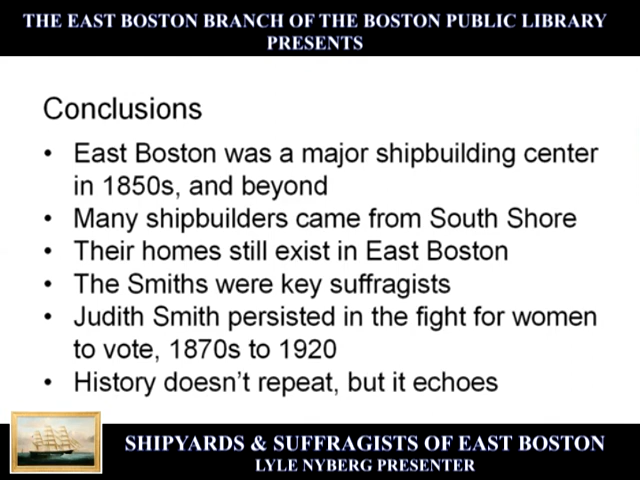 THE EAST BOSTON BRANCH OF THE BOSTON PUBLIC LIBRARY
PRESENTS
Conclusions
• East Boston was a major shipbuilding center
in 1850s, and beyond
• Many shipbuilders came from South Shore
• Their homes still exist in East Boston
• The Smiths were key suffragists
• Judith Smith persisted in the fight for women
to vote, 1870s to 1920
• History doesn't repeat, but it echoes
SHIPYARDS & SUFFRAGISTS OF EAST BOSTON
LYLE NYBERG PRESENTER